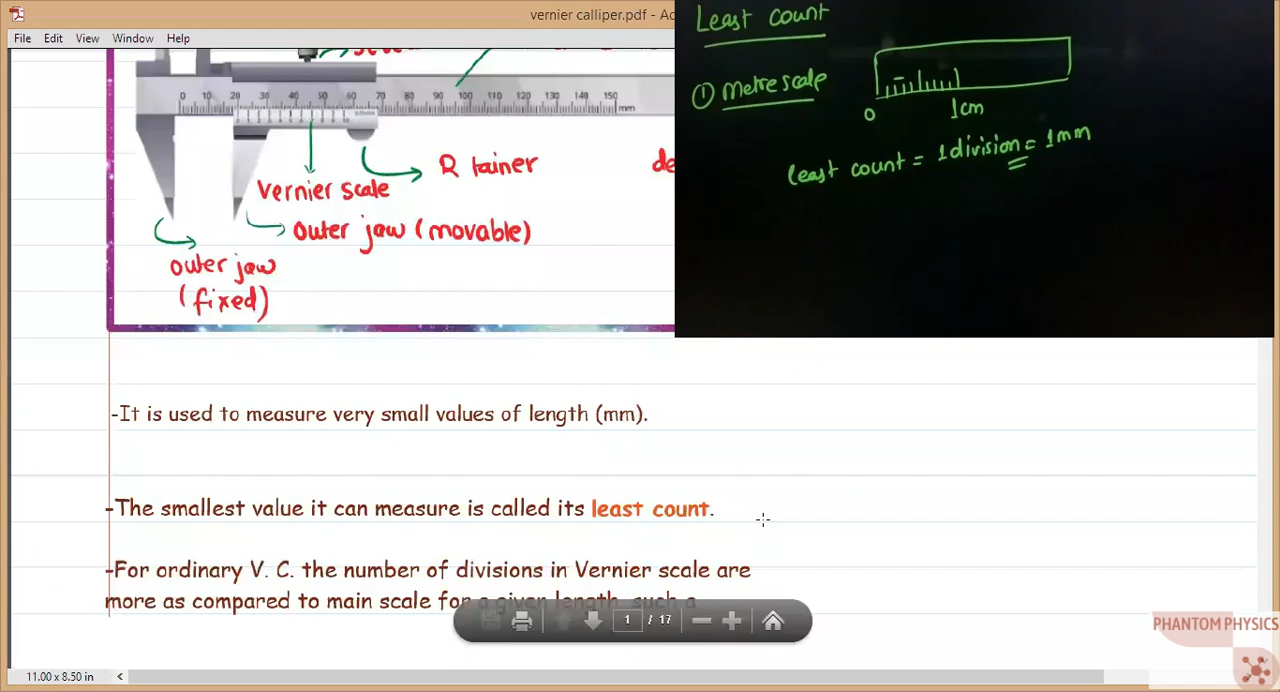 vernier calliper.pdf - A
File Edit View Window Help
0 10 20 30 40 50 60 70 80 90 100 110 120 130 140 150
mm
Vernier scale
R tainer
outer jaw (movable)
outer jaw
(fixed)
de
Least count
① Metre scale
0
1cm
least count = 1 division = 1mm
-It is used to measure very small values of length (mm).
-The smallest value it can measure is called its least count.
-For ordinary V. C. the number of divisions in Vernier scale are
more as compared to main scale for a given length, such a
1 / 17
11.00 x 8.50 in
PHANTOM PHYSICS